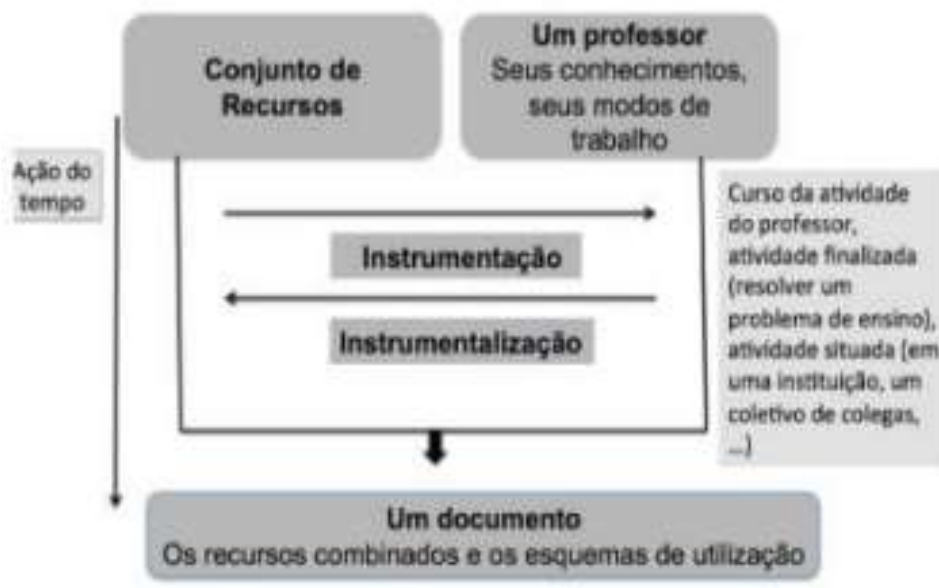 Conjunto de
Recursos
Um professor
Seus conhecimentos,
seus modos de
trabalho
Ação do
tempo
Instrumentação
Instrumentalização
Curso da atividade
do professor,
atividade finalizada
(resolver um
problema de ensino),
atividade situada (em
uma instituição, um
coletivo de colegas,
...)
Um documento
Os recursos combinados e os esquemas de utilização